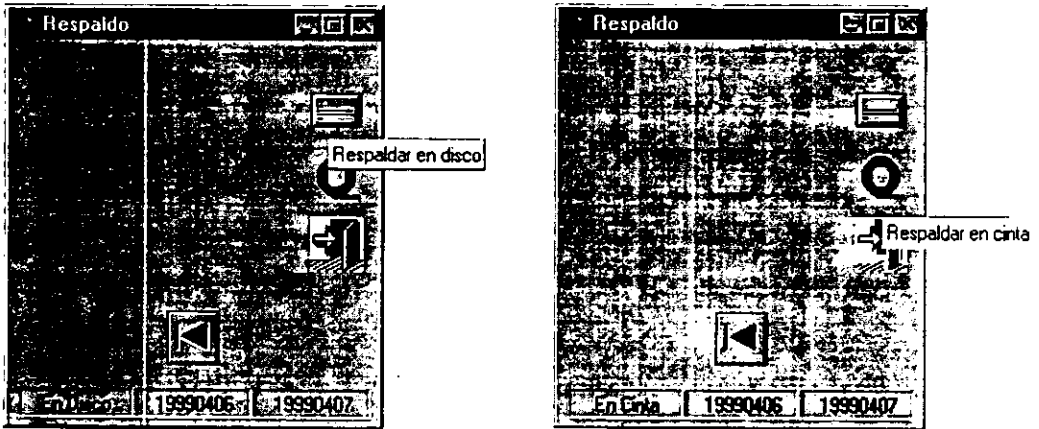 Respaldo
Respaldar en disco
En Disco 19990406 19990407
Respaldo
Respaldar en cinta
En Cinta 19990406 19990407